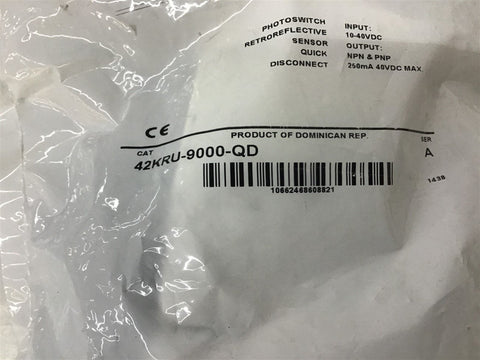 PHOTOSWITCH
RETROREFLECTIVE
SENSOR
QUICK
DISCONNECT
INPUT:
10-40VDC
OUTPUT:
NPN & PNP
250mA 40VDC MAX.
CE
PRODUCT OF DOMINICAN REP.
CAT
SER
42KRU-9000-QD
A
10662468608821
1438